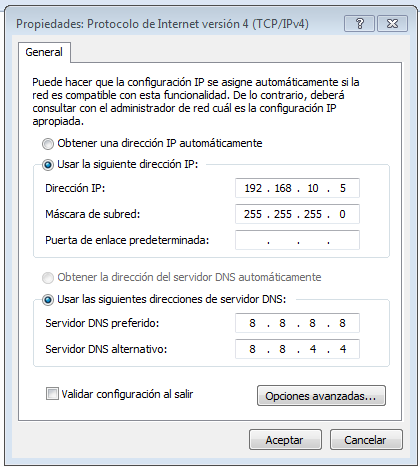 Propiedades: Protocolo de Internet versión 4 (TCP/IPv4)
General
Puede hacer que la configuración IP se asigne automáticamente si la
red es compatible con esta funcionalidad. De lo contrario, deberá
consultar con el administrador de red cuál es la configuración IP
apropiada.
Obtener una dirección IP automáticamente
Usar la siguiente dirección IP:
Dirección IP: 192 . 168 . 10 . 5
Máscara de subred: 255 . 255 . 255 . 0
Puerta de enlace predeterminada: . . .
Obtener la dirección del servidor DNS automáticamente
Usar las siguientes direcciones de servidor DNS:
Servidor DNS preferido: 8 . 8 . 8 . 8
Servidor DNS alternativo: 8 . 8 . 4 . 4
Validar configuración al salir
Opciones avanzadas...
Aceptar Cancelar